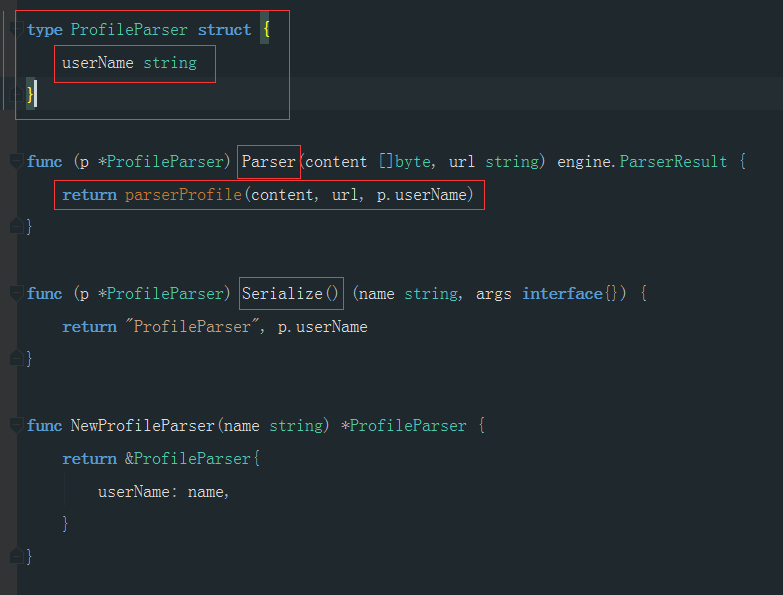 type ProfileParser struct {
userName string
}
func (p *ProfileParser) Parser(content []byte, url string) engine.ParserResult {
return parserProfile(content, url, p.userName)
}
func (p *ProfileParser) Serialize() (name string, args interface{}) {
return "ProfileParser", p.userName
}
func NewProfileParser(name string) *ProfileParser {
return &ProfileParser{
userName: name,
}
}